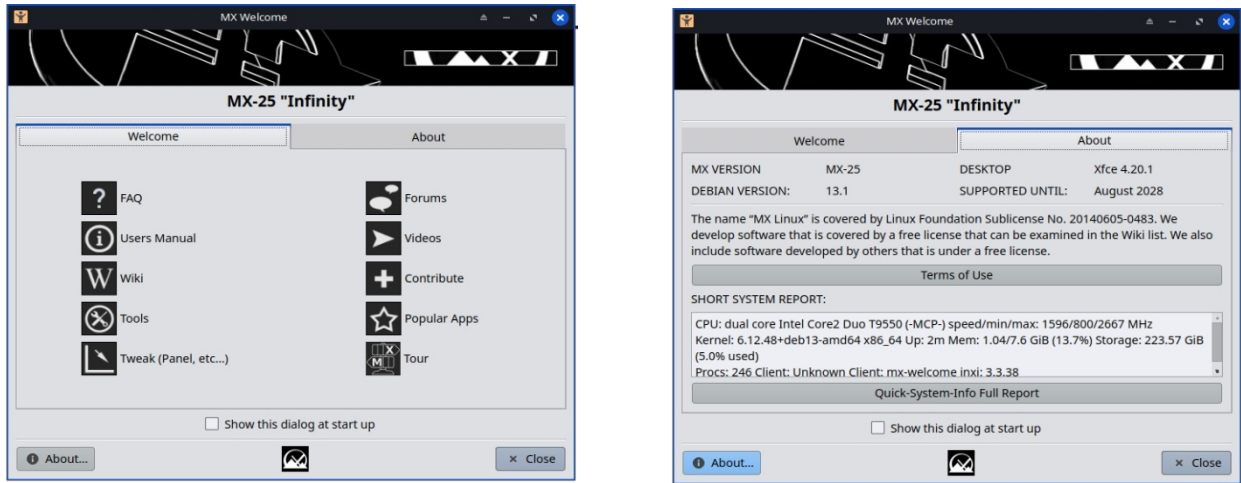 MX Welcome
MX
MX-25 "Infinity"
Welcome
About
FAQ
Forums
Users Manual
Videos
Wiki
Contribute
Tools
Popular Apps
Tweak (Panel, etc...)
Tour
Show this dialog at start up
About...
Close
MX Welcome
MX
MX-25 "Infinity"
Welcome
About
MX VERSION MX-25 DESKTOP Xfce 4.20.1
DEBIAN VERSION: 13.1 SUPPORTED UNTIL: August 2028
The name “MX Linux” is covered by Linux Foundation Sublicense No. 20140605-0483. We
develop software that is covered by a free license that can be examined in the Wiki list. We also
include software developed by others that is under a free license.
Terms of Use
SHORT SYSTEM REPORT:
CPU: dual core Intel Core2 Duo T9550 (-MCP-) speed/min/max: 1596/800/2667 MHz
Kernel: 6.12.48+deb13-amd64 x86_64 Up: 2m Mem: 1.04/7.6 GiB (13.7%) Storage: 223.57 GiB
(5.0% used)
Procs: 246 Client: Unknown Client: mx-welcome inxi: 3.3.38
Quick-System-Info Full Report
Show this dialog at start up
About...
Close